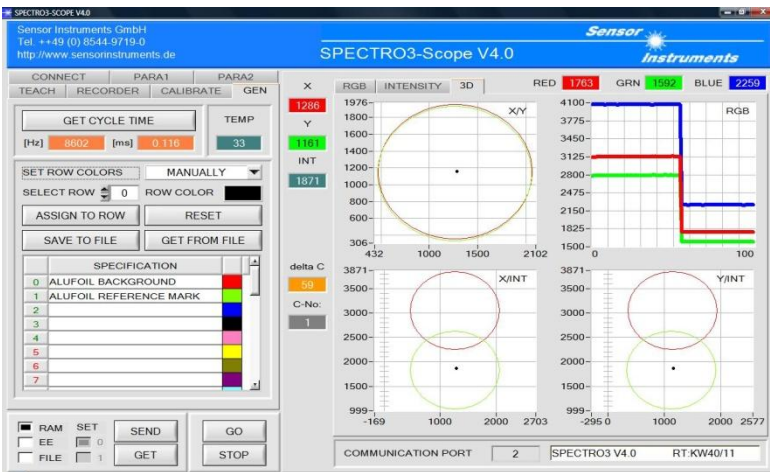 SPECTRO3-SCOPE V4.0
Sensor Instruments GmbH
Tel. ++49 (0) 8544-9719-0
http://www.sensorinstruments.de
SPECTRO3-Scope V4.0
Sensor
Instruments
CONNECT PARA1 PARA2
TEACH RECORDER CALIBRATE GEN
GET CYCLE TIME
TEMP
[Hz] 8602 [ms] 0.116 33
SET ROW COLORS MANUALLY
SELECT ROW 0 ROW COLOR
ASSIGN TO ROW RESET
SAVE TO FILE GET FROM FILE
SPECIFICATION
0 ALUFOIL BACKGROUND
1 ALUFOIL REFERENCE MARK
2
3
4
5
6
7
RAM SET
EE 0
FILE 1
SEND
GET
GO
STOP
X
1286
Y
1161
INT
1871
delta C
59
C-No:
1
RGB INTENSITY 3D
RED 1763 GRN 1592 BLUE 2259
X/Y
1976
1800
1600
1400
1200
1000
800
600
306
432 1000 1500 2102
RGB
4100
3775
3450
3125
2800
2475
2150
1825
1500
0 100
X/INT
3871
3500
3000
2500
2000
1500
999
-169 1000 2000 2703
Y/INT
3871
3500
3000
2500
2000
1500
999
-295 0 1000 2000 2577
COMMUNICATION PORT 2 SPECTRO3 V4.0 RT:KW40/11